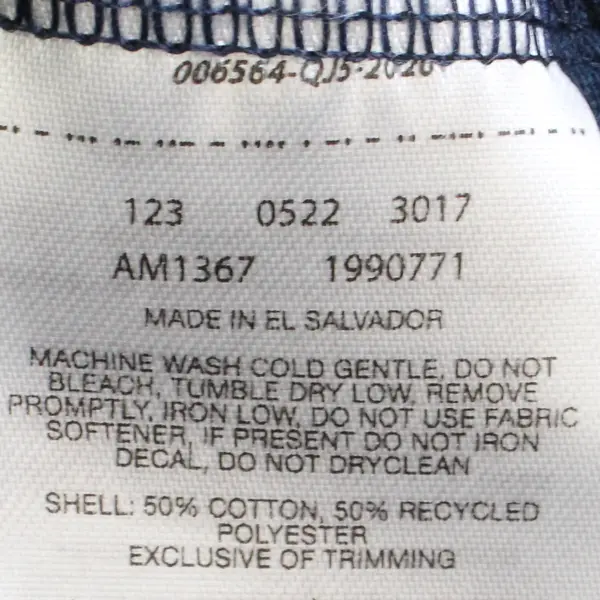 006564-QJ5-2020
123 0522 3017
AM1367 1990771
MADE IN EL SALVADOR
MACHINE WASH COLD GENTLE, DO NOT
BLEACH, TUMBLE DRY LOW, REMOVE
PROMPTLY, IRON LOW, DO NOT USE FABRIC
SOFTENER, IF PRESENT DO NOT IRON
DECAL, DO NOT DRYCLEAN
SHELL: 50% COTTON, 50% RECYCLED
POLYESTER
EXCLUSIVE OF TRIMMING